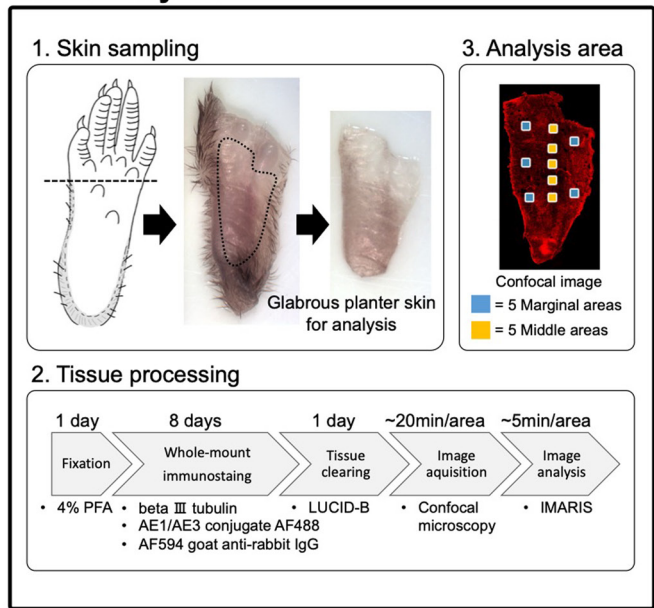 1. Skin sampling
Glabrous planter skin
for analysis
3. Analysis area
Confocal image
= 5 Marginal areas
= 5 Middle areas
2. Tissue processing
1 day
8 days
1 day
~20min/area
~5min/area
Fixation
Whole-mount
immunostaing
Tissue
clearing
Image
aquisition
Image
analysis
• 4% PFA
• beta III tubulin
• AE1/AE3 conjugate AF488
• AF594 goat anti-rabbit IgG
• LUCID-B
• Confocal
microscopy
• IMARIS